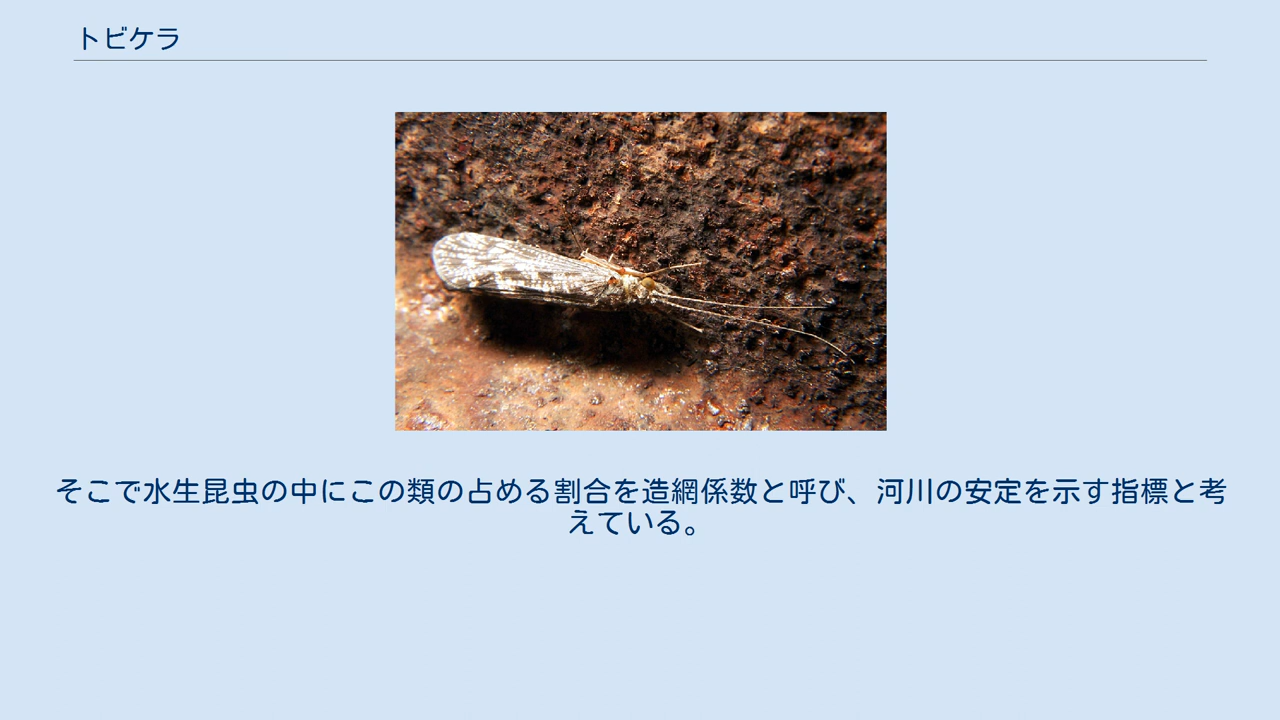 トビケラ
そこで水生昆虫の中にこの類の占める割合を造網係数と呼び、河川の安定を示す指標と考
えている。